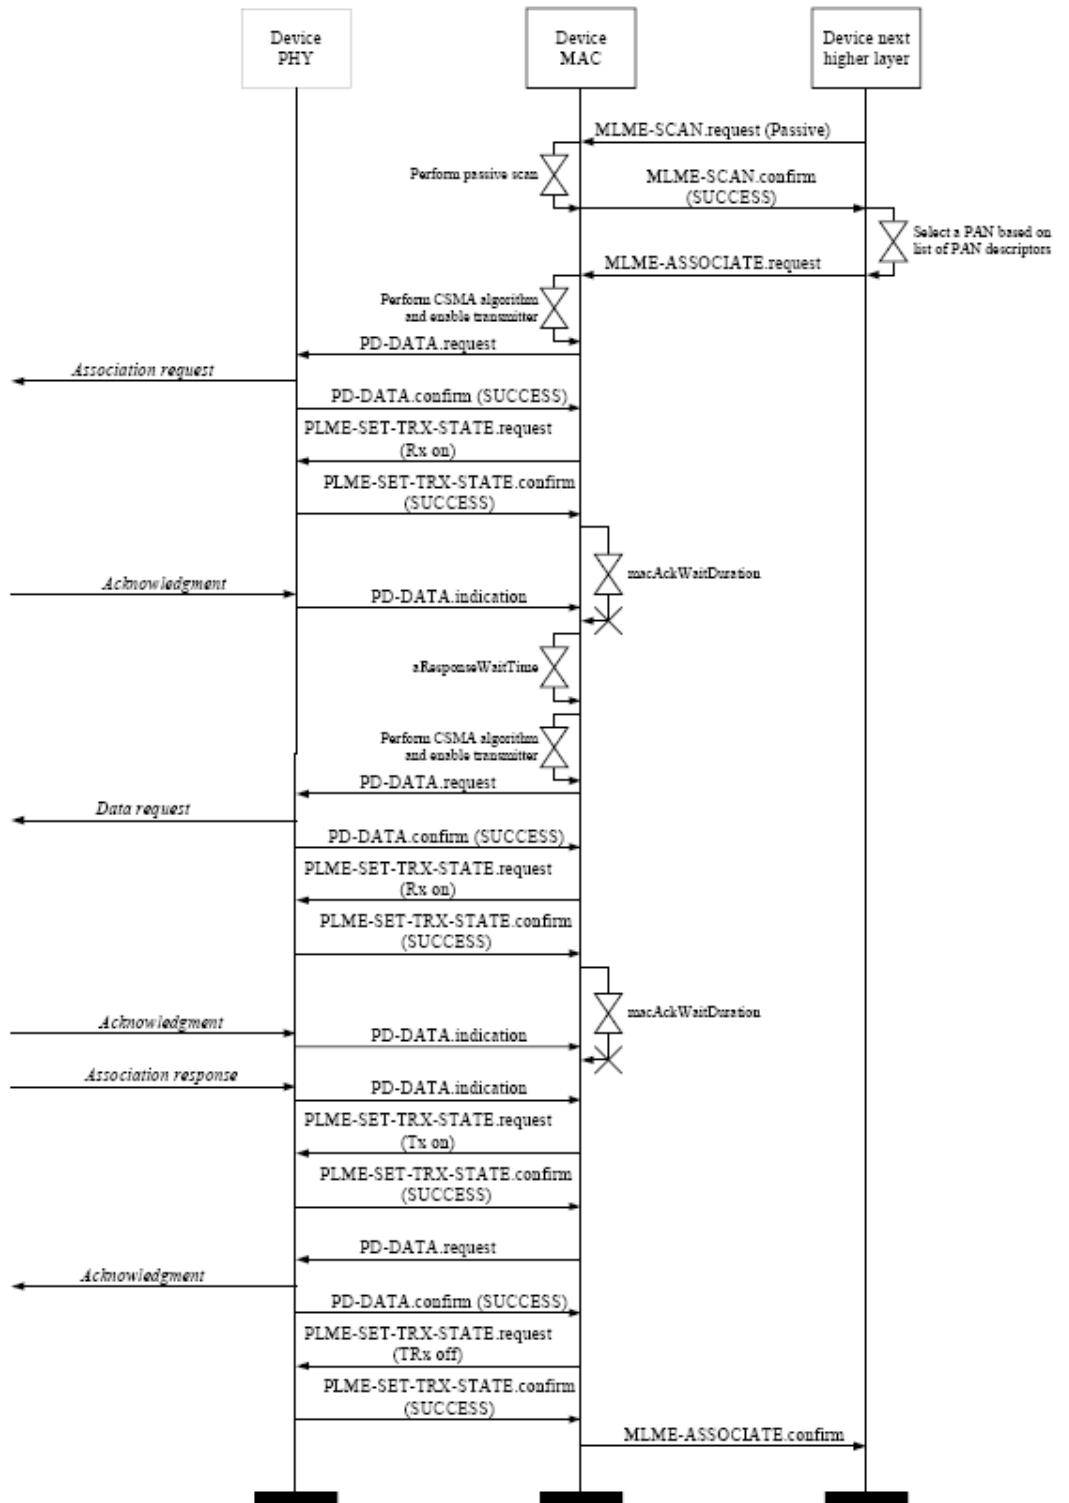 Device
PHY
Device
MAC
Device next
higher layer
MLME-SCAN.request (Passive)
Perform passive scan
MLME-SCAN.confirm
(SUCCESS)
Select a PAN based on
list of PAN descriptors
MLME-ASSOCIATE.request
Perform CSMA algorithm
and enable transmitter
PD-DATA.request
Association request
PD-DATA.confirm (SUCCESS)
PLME-SET-TRX-STATE.request
(Rx on)
PLME-SET-TRX-STATE.confirm
(SUCCESS)
macAckWaitDuration
Acknowledgment
PD-DATA.indication
aResponseWaitTime
Perform CSMA algorithm
and enable transmitter
PD-DATA.request
Data request
PD-DATA.confirm (SUCCESS)
PLME-SET-TRX-STATE.request
(Rx on)
PLME-SET-TRX-STATE.confirm
(SUCCESS)
macAckWaitDuration
Acknowledgment
PD-DATA.indication
Association response
PD-DATA.indication
PLME-SET-TRX-STATE.request
(Tx on)
PLME-SET-TRX-STATE.confirm
(SUCCESS)
PD-DATA.request
Acknowledgment
PD-DATA.confirm (SUCCESS)
PLME-SET-TRX-STATE.request
(TRx off)
PLME-SET-TRX-STATE.confirm
(SUCCESS)
MLME-ASSOCIATE.confirm